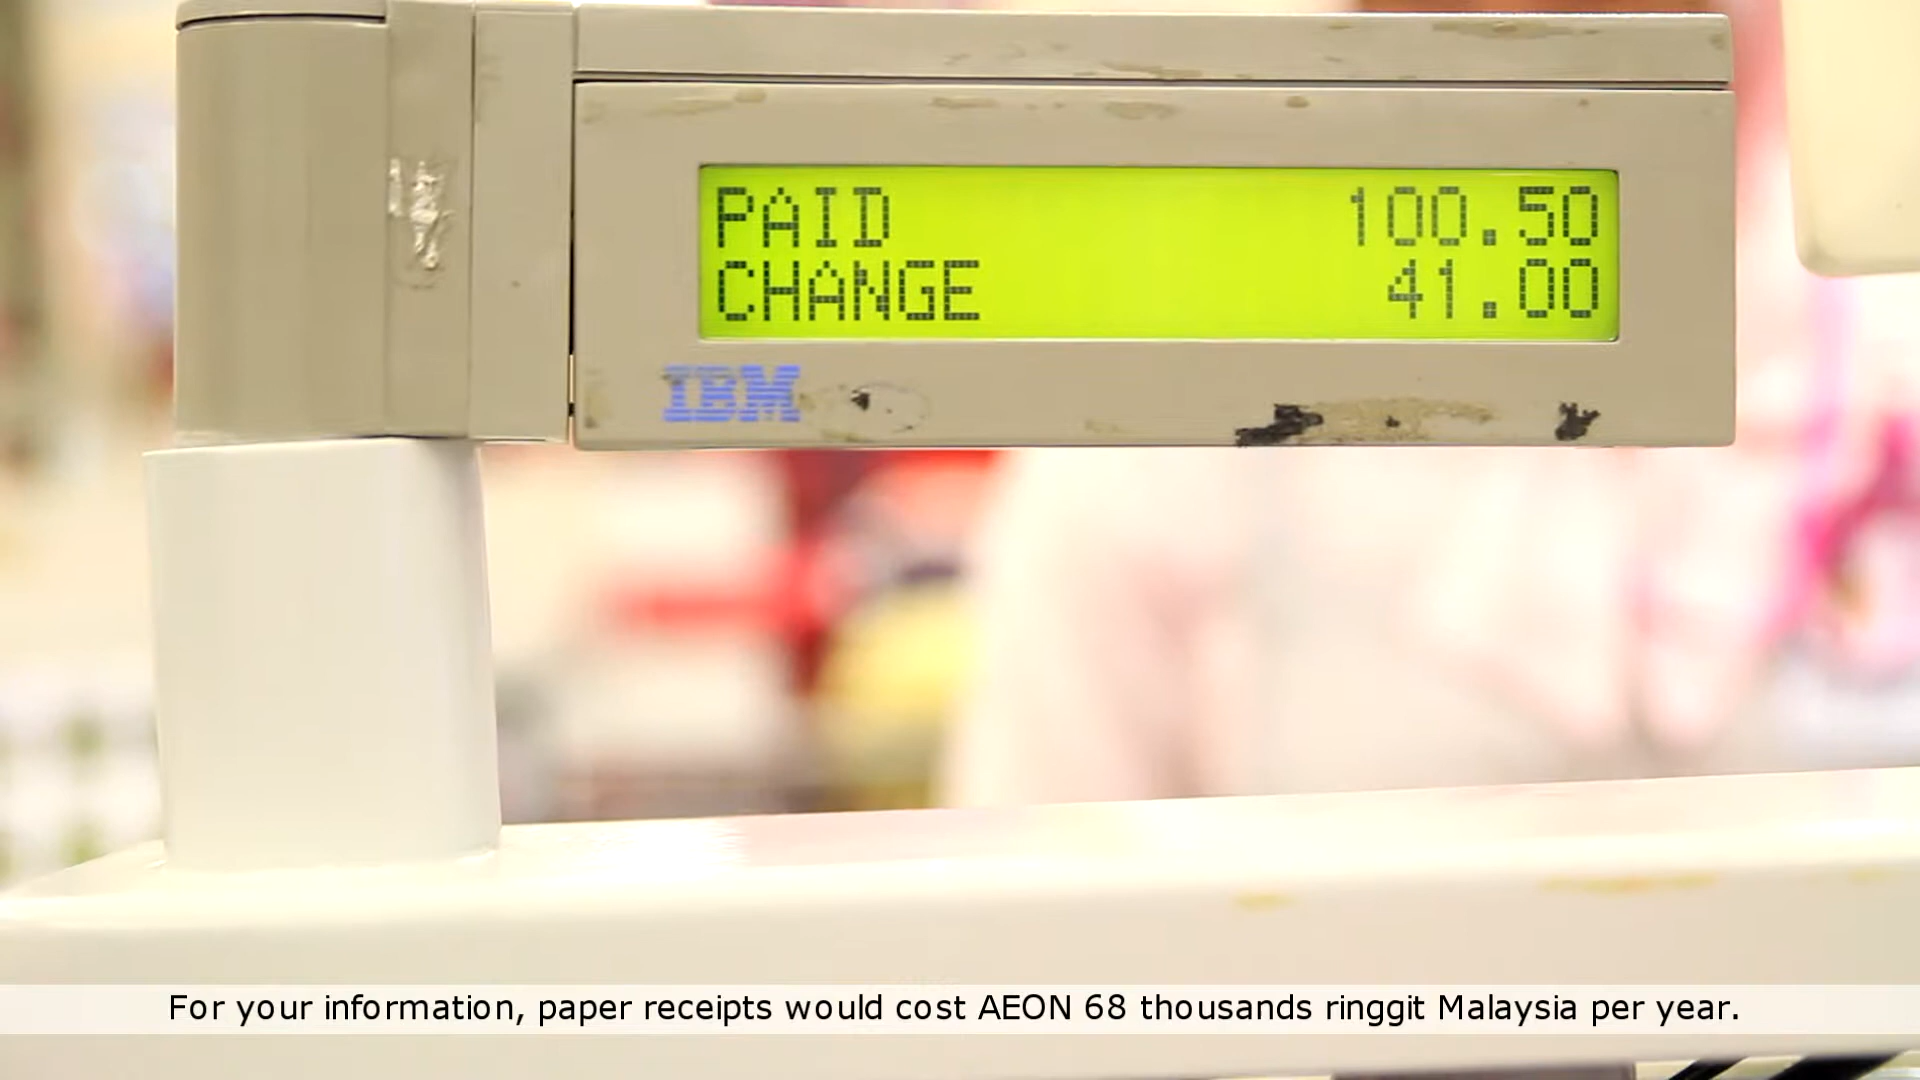 PAID 100.50
CHANGE 41.00
IBM
For your information, paper receipts would cost AEON 68 thousands ringgit Malaysia per year.